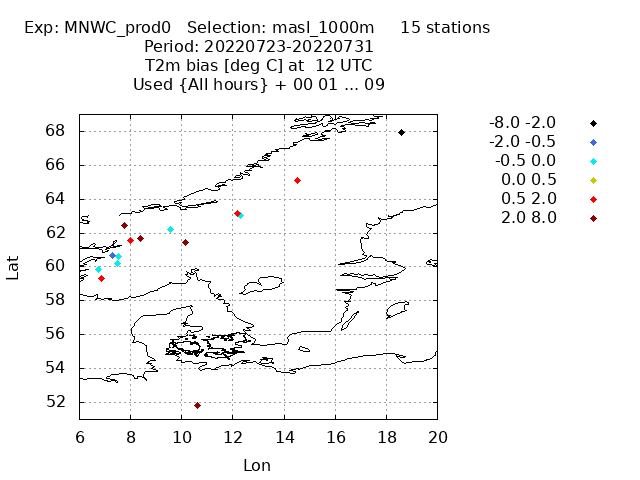 Exp: MNWC_prod0 Selection: masl_1000m 15 stations
Period: 20220723-20220731
T2m bias [deg C] at 12 UTC
Used {All hours} + 00 01 ... 09
-8.0 -2.0
-2.0 -0.5
-0.5 0.0
0.0 0.5
0.5 2.0
2.0 8.0
68
66
64
62
60
58
56
54
52
Lat
6 8 10 12 14 16 18 20
Lon